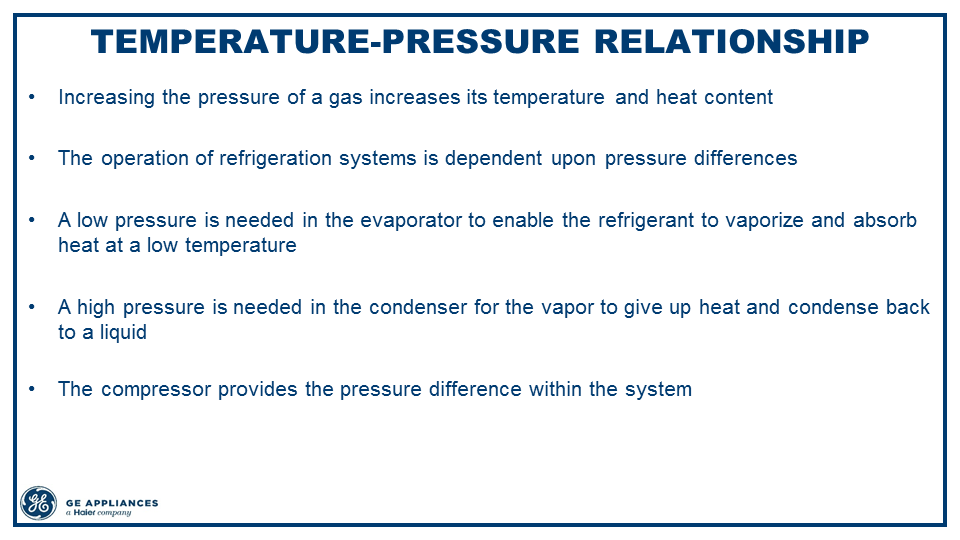 TEMPERATURE-PRESSURE RELATIONSHIP
• Increasing the pressure of a gas increases its temperature and heat content
• The operation of refrigeration systems is dependent upon pressure differences
• A low pressure is needed in the evaporator to enable the refrigerant to vaporize and absorb
heat at a low temperature
• A high pressure is needed in the condenser for the vapor to give up heat and condense back
to a liquid
• The compressor provides the pressure difference within the system
GE
GE APPLIANCES
a Haier company